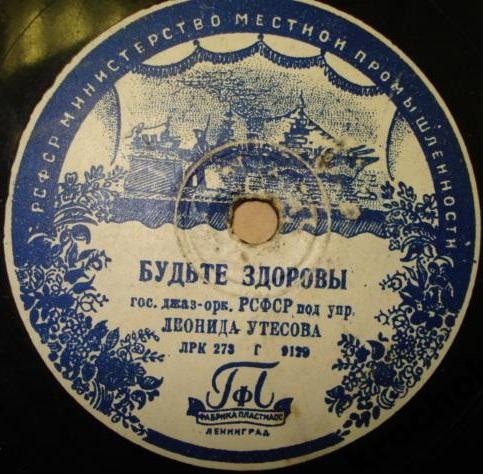 РСФСР МИНИСТЕРСТВО МЕСТНОЙ ПРОМЫШЛЕННОСТИ
БУДЬТЕ ЗДОРОВЫ
гос. джаз-орк. РСФСР под упр.
ЛЕОНИДА УТЕСОВА
ЛРК 273 Г 9129
ГфП
ФАБРИКА ПЛАСТМАСС
ЛЕНИНГРАД